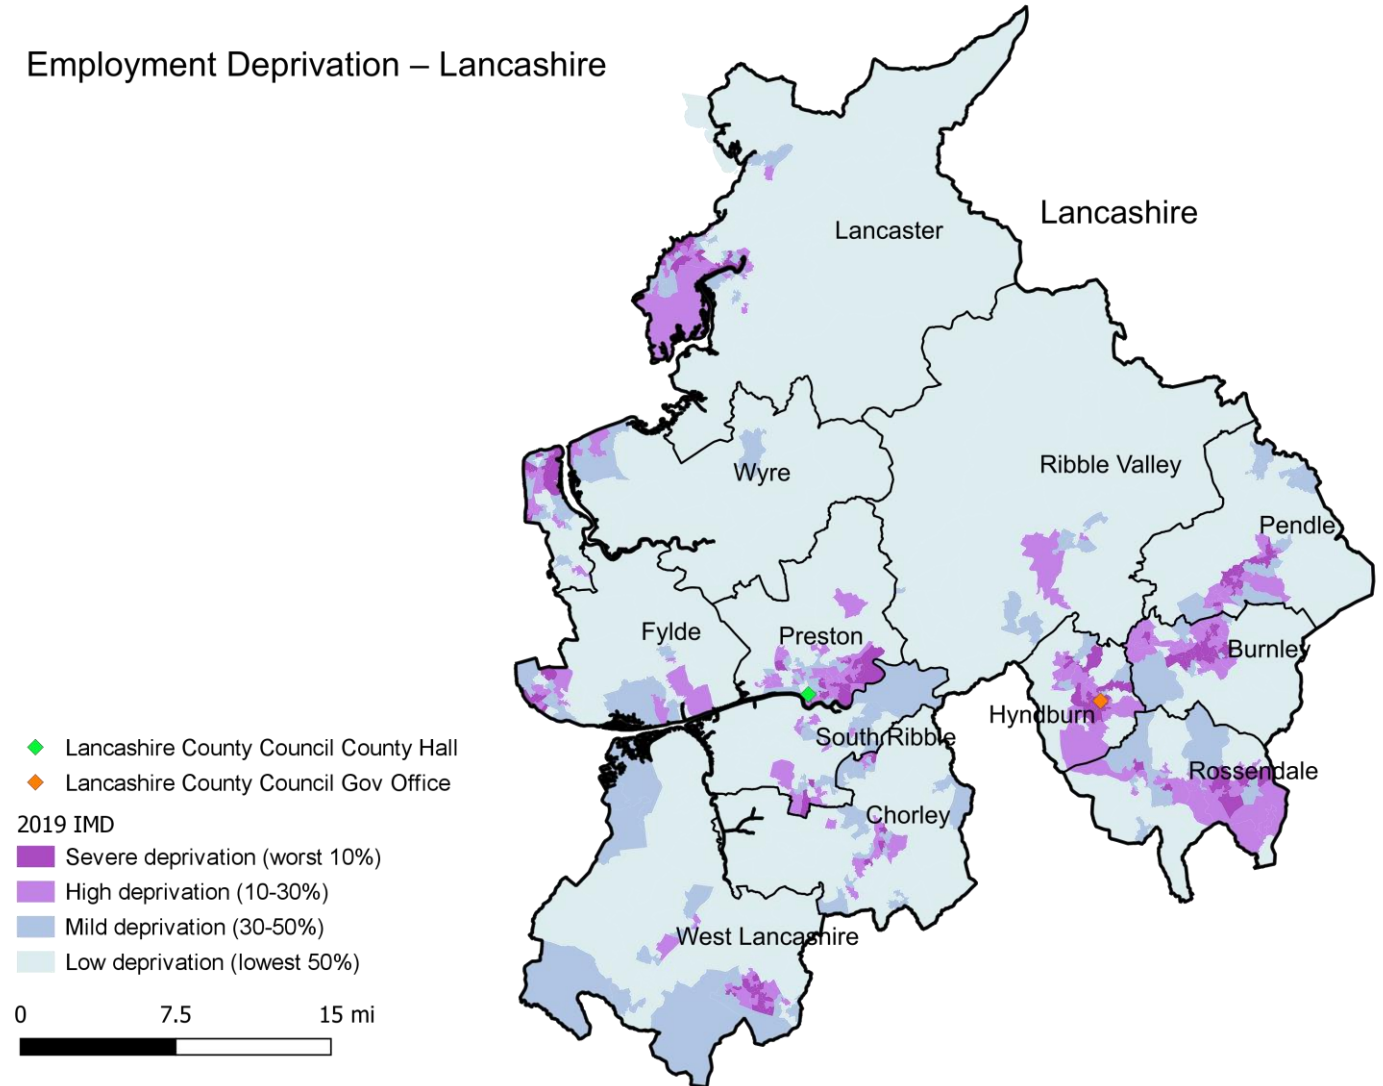 Employment Deprivation – Lancashire
Lancashire
Lancaster
Ribble Valley
Wyre
Pendle
Fylde
Preston
Burnley
Hyndburn
South Ribble
Rossendale
Chorley
West Lancashire
Lancashire County Council County Hall
Lancashire County Council Gov Office
2019 IMD
Severe deprivation (worst 10%)
High deprivation (10-30%)
Mild deprivation (30-50%)
Low deprivation (lowest 50%)
0 7.5 15 mi